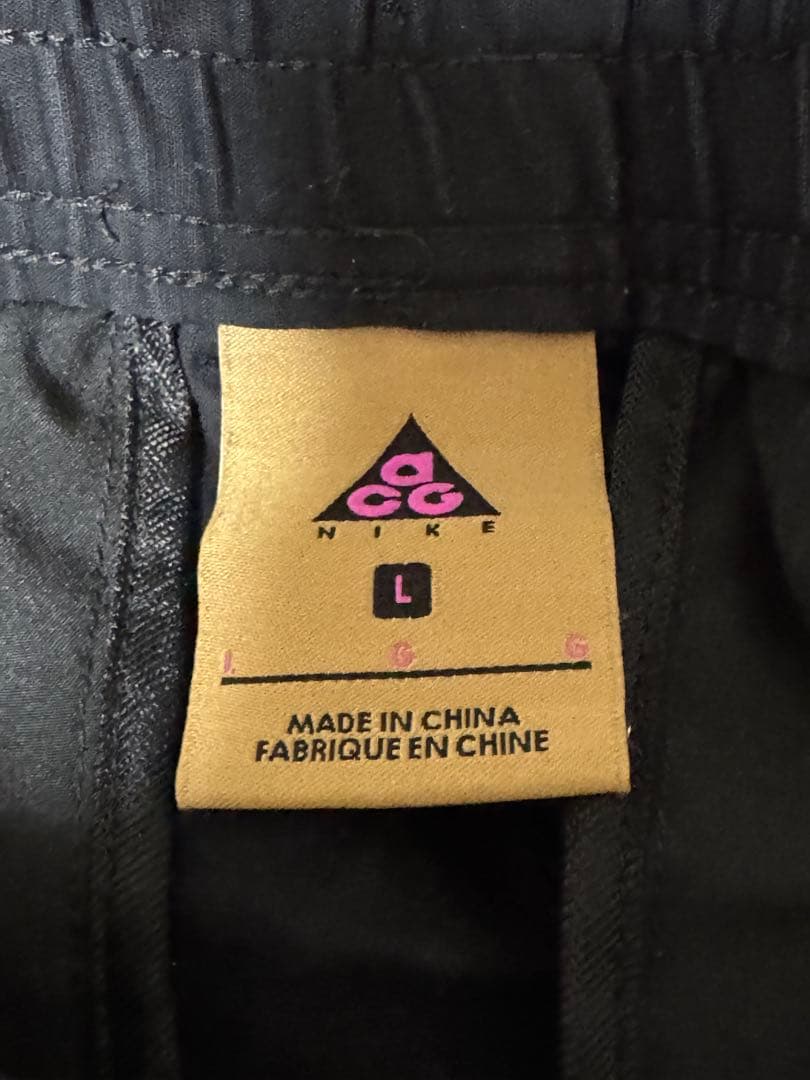 aCG
NIKE
L
L G G
MADE IN CHINA
FABRIQUE EN CHINE